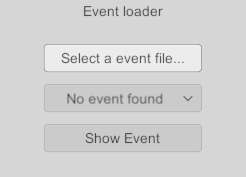 Event loader
Select a event file...
No event found
Show Event